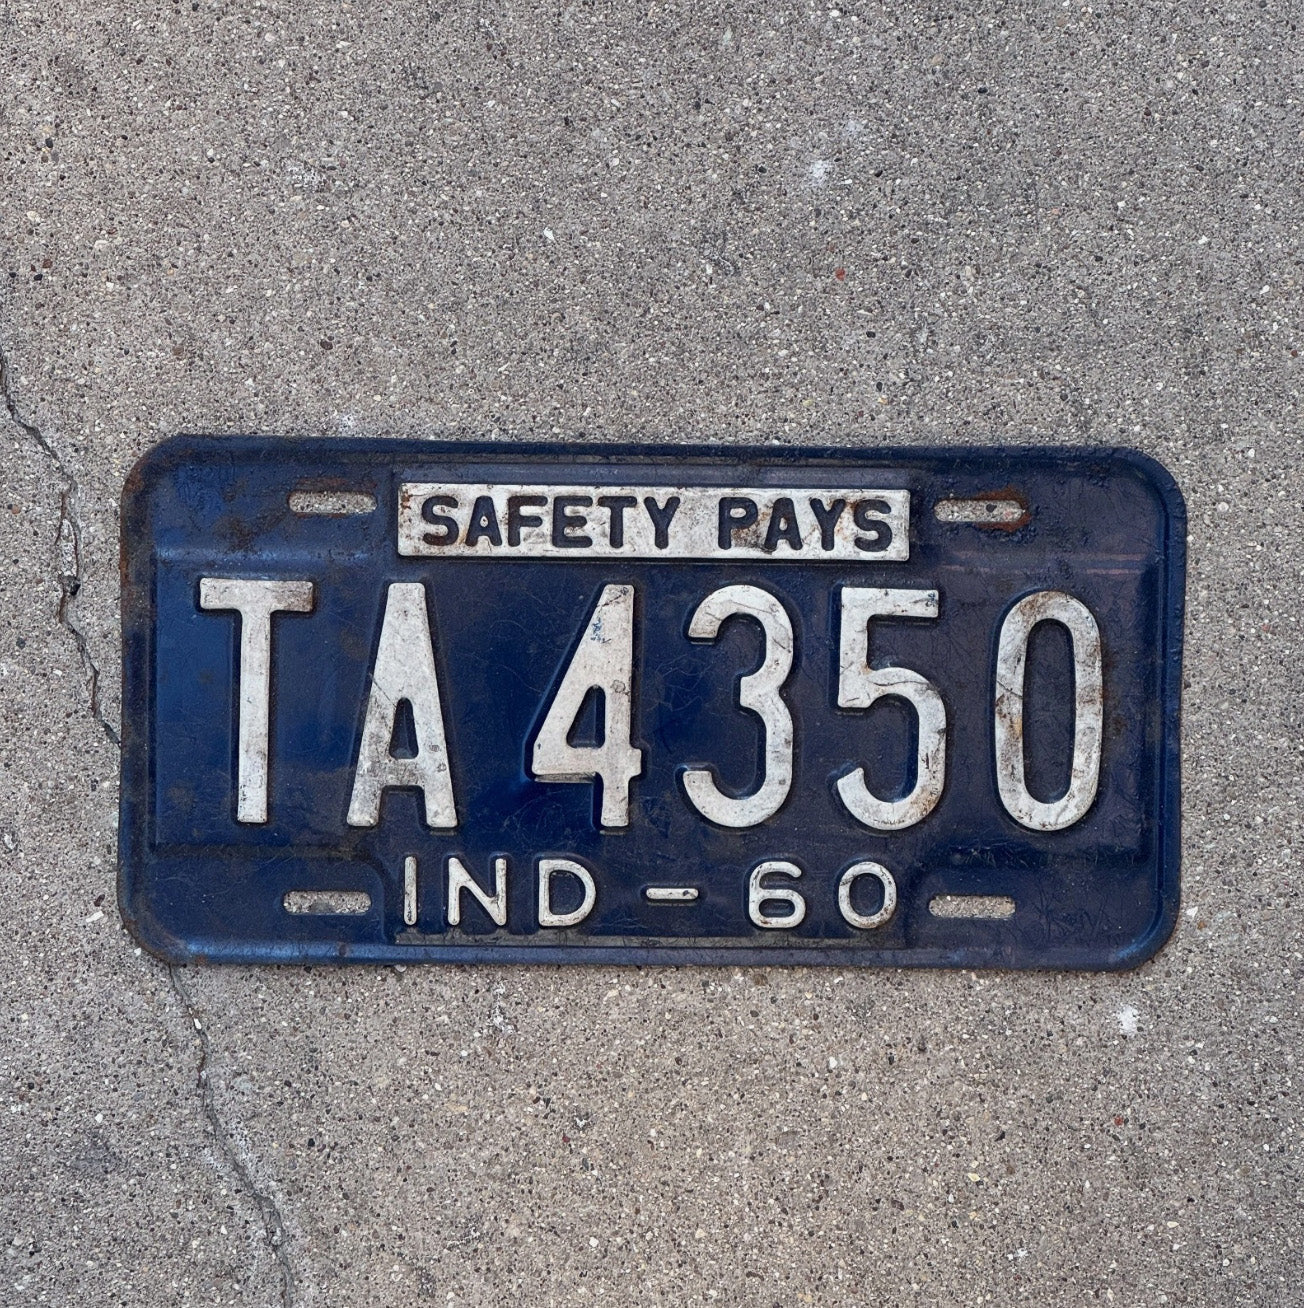 SAFETY PAYS
TA 4350
IND - 60